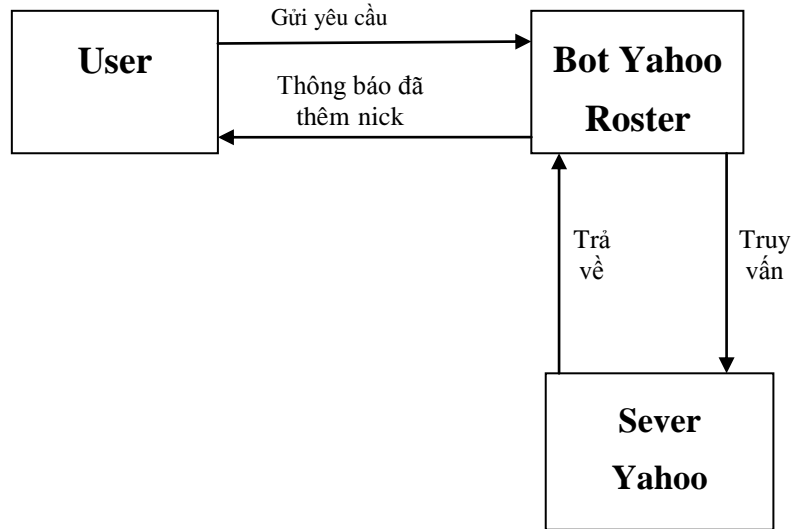 Gửi yêu cầu
User
Bot Yahoo
Roster
Thông báo đã
thêm nick
Trả
về
Truy
vấn
Sever
Yahoo